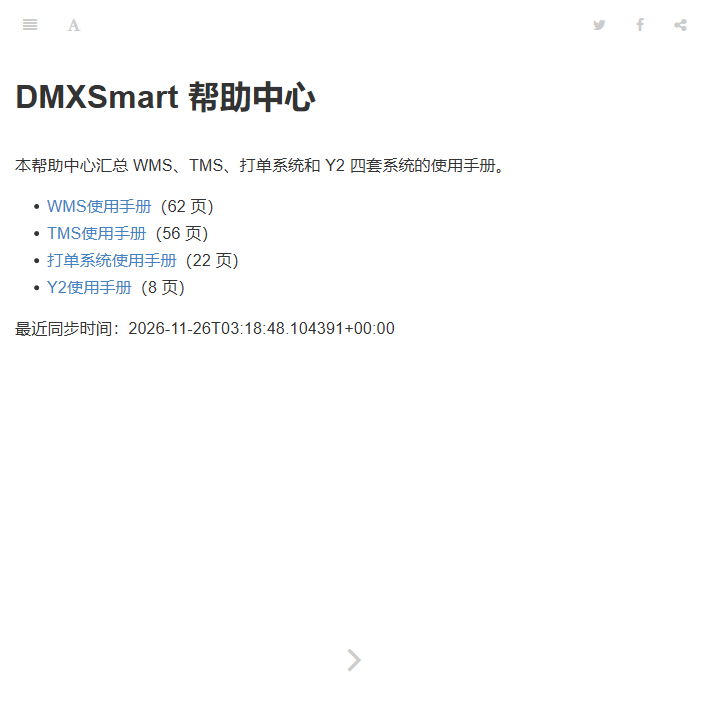 DMXSmart 帮助中心
本帮助中心汇总 WMS、TMS、打单系统和 Y2 四套系统的使用手册。
• WMS使用手册（62 页）
• TMS使用手册（56 页）
• 打单系统使用手册（22 页）
• Y2使用手册（8 页）
最近同步时间：2026-11-26T03:18:48.104391+00:00